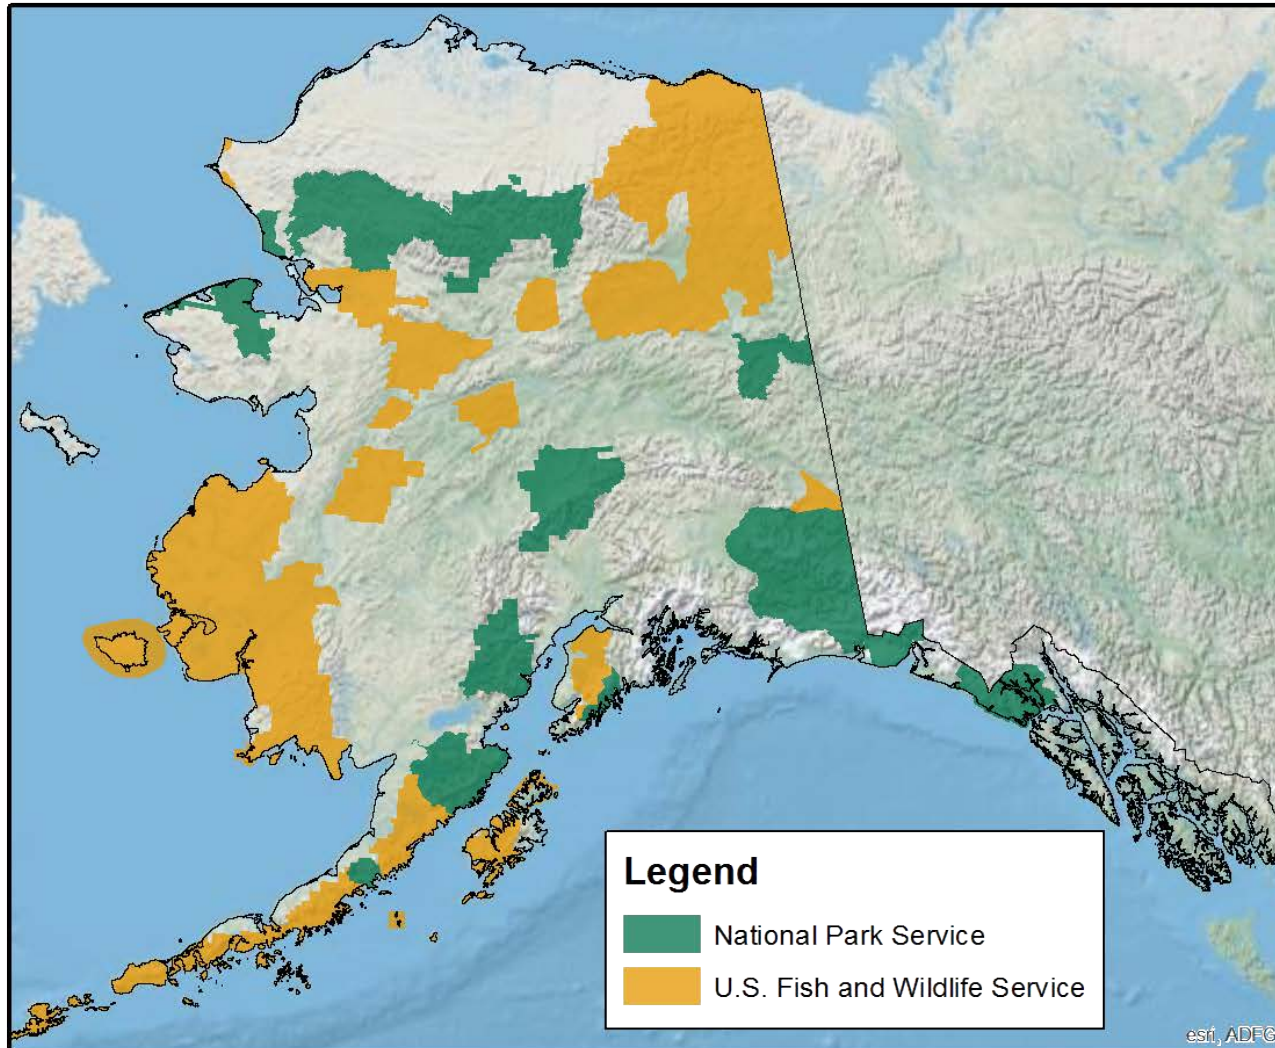 Legend
National Park Service
U.S. Fish and Wildlife Service
esri, ADFG